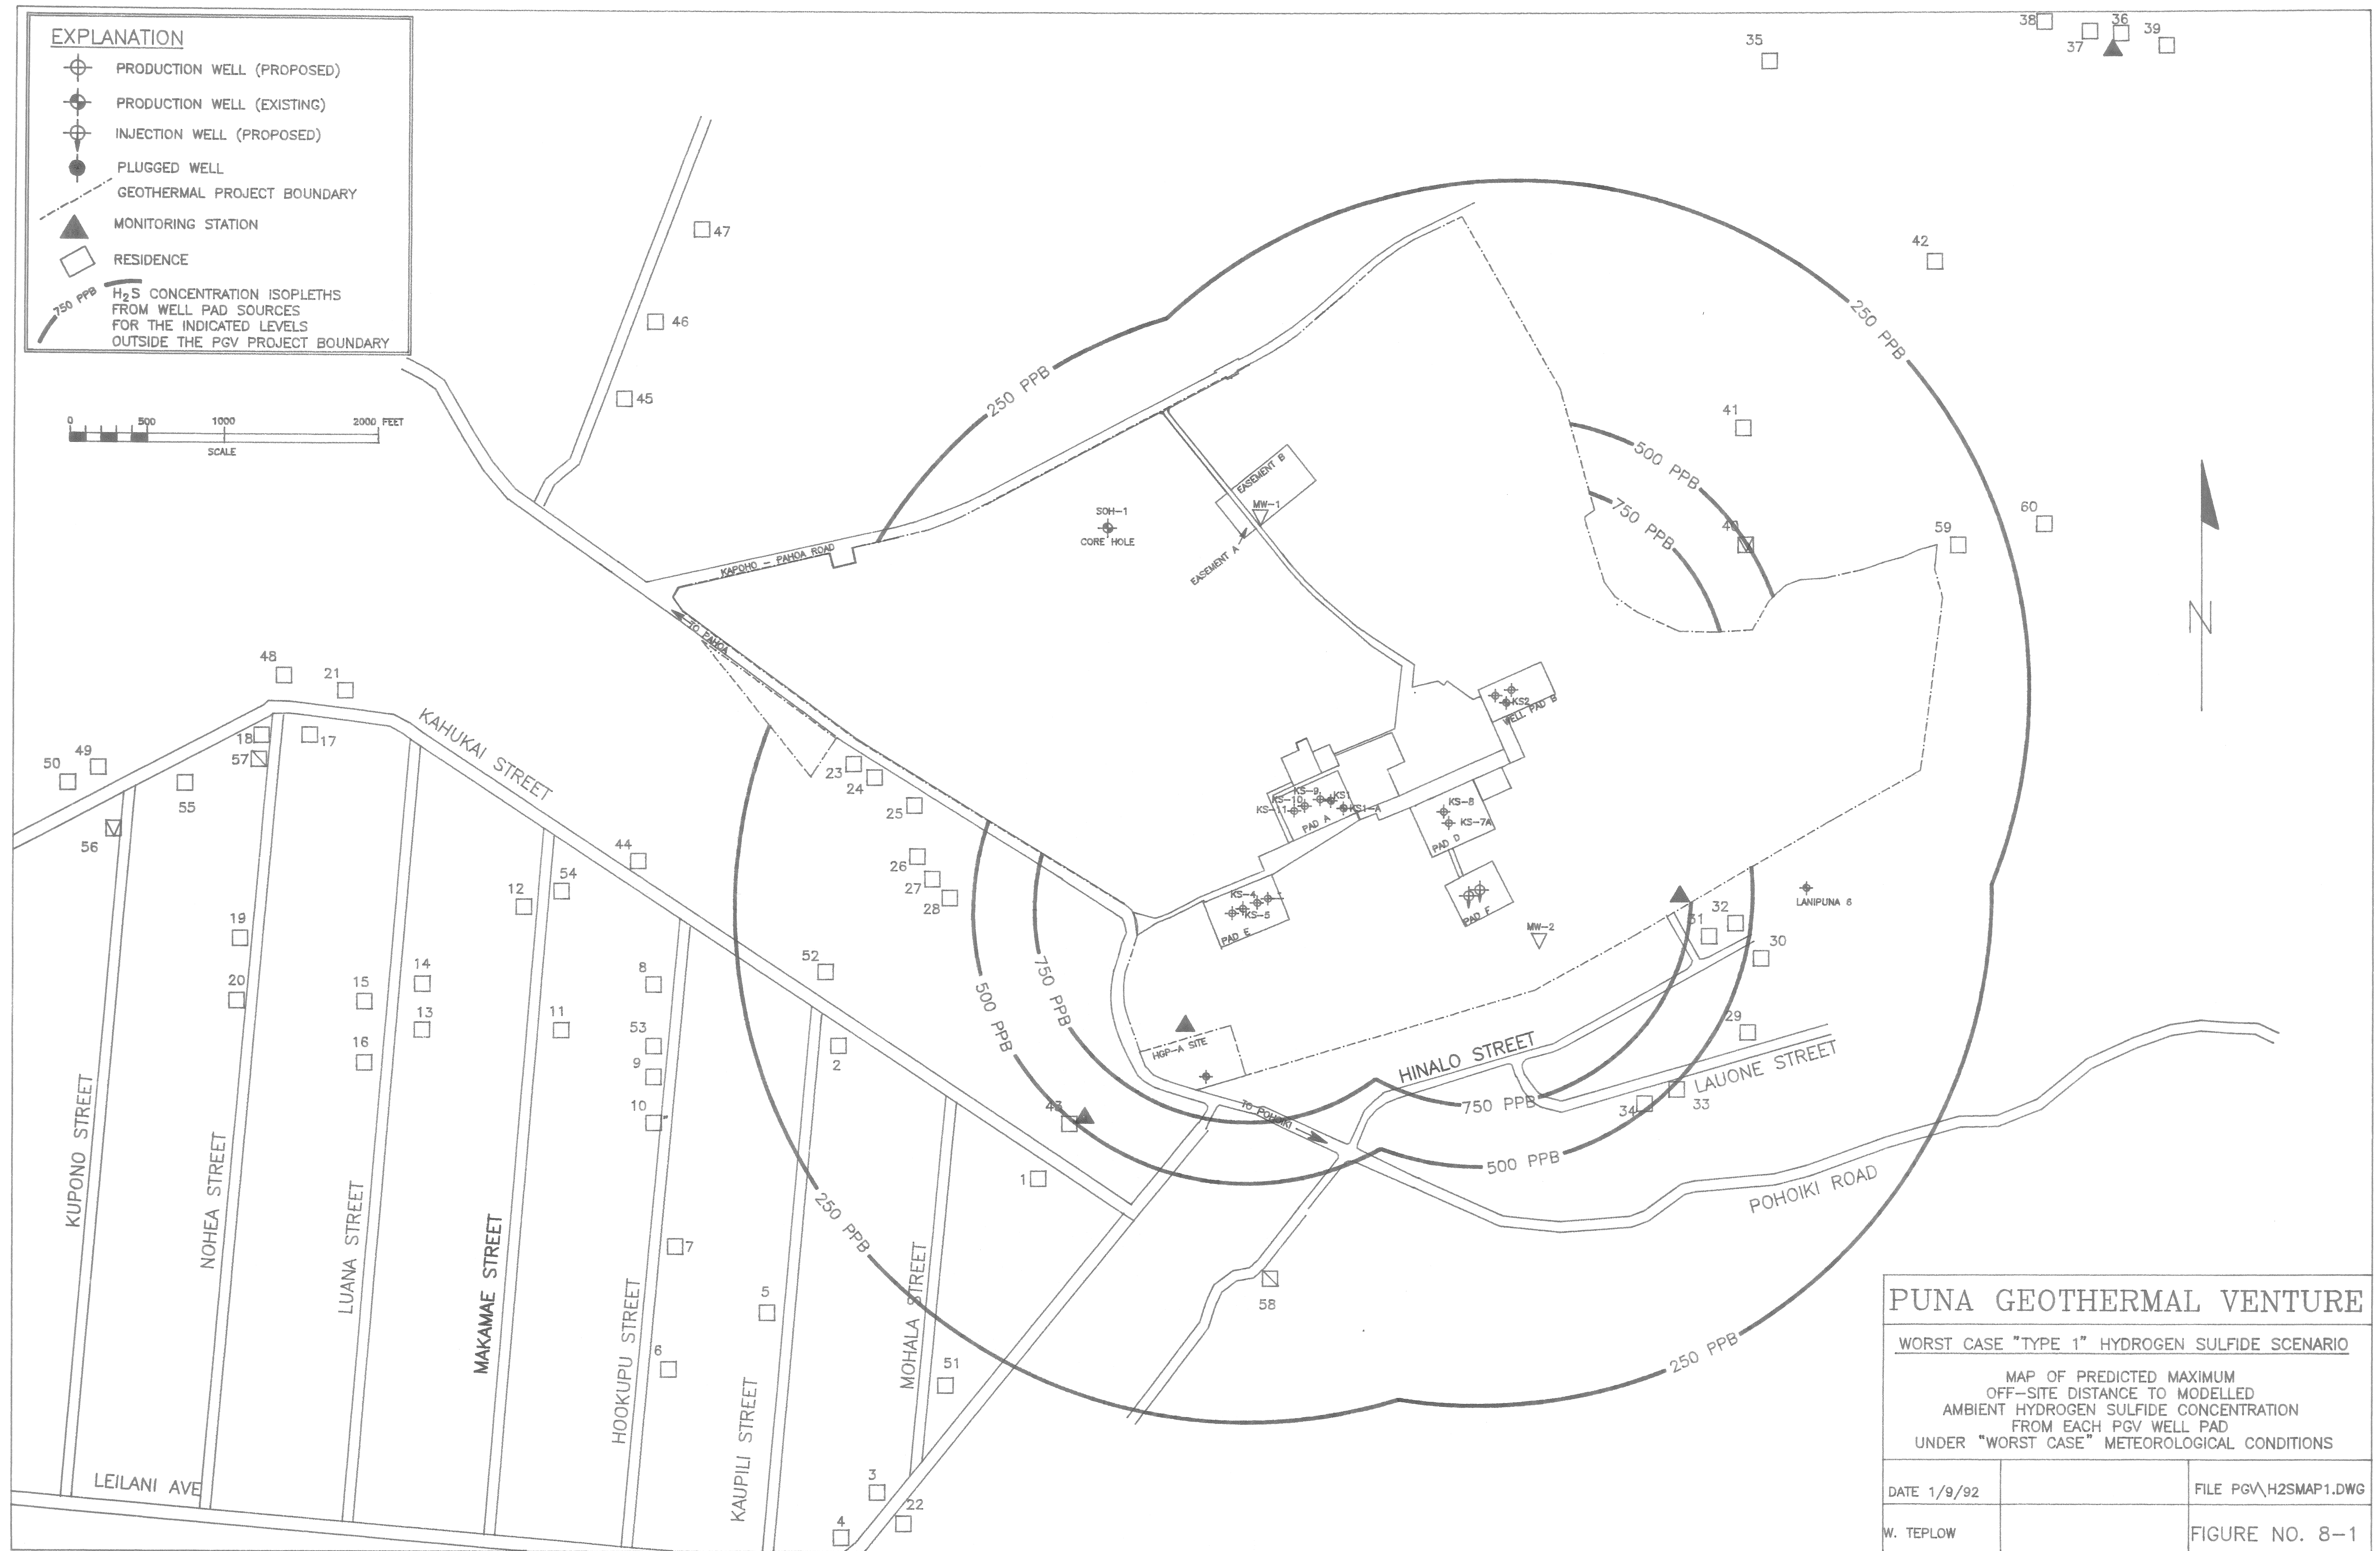 EXPLANATION
PRODUCTION WELL (PROPOSED)
PRODUCTION WELL (EXISTING)
INJECTION WELL (PROPOSED)
PLUGGED WELL
GEOTHERMAL PROJECT BOUNDARY
MONITORING STATION
RESIDENCE
750 PPB
H₂S CONCENTRATION ISOPLETHS
FROM WELL PAD SOURCES
FOR THE INDICATED LEVELS
OUTSIDE THE PGV PROJECT BOUNDARY
0 500 1000 2000 FEET
SCALE
38
36
39
37
35
47
42
46
45
250 PPB
250 PPB
41
500 PPB
750 PPB
40
59
60
N
EASEMENT B
MW-1
EASEMENT A
SOH-1
CORE HOLE
KAPOHO - PAHOA ROAD
TO PAHOA
48
21
KAHUKAI STREET
18
17
57
49
50
55
56
44
54
12
23
24
25
26
27
28
KS2
WELL PAD B
KS-9
KS1
KS-10
KS-11
KS1-A
PAD A
KS-8
KS-7A
PAD D
KS-4
KS-5
PAD E
PAD F
MW-2
LANIPUNA 6
32
31
30
29
19
20
15
14
13
16
11
8
53
9
10
52
2
500 PPB
750 PPB
HGP-A SITE
HINALO STREET
LAUONE STREET
750 PPB
34
33
43
TO POHOIKI
500 PPB
1
POHOIKI ROAD
250 PPB
58
7
5
6
51
3
22
4
KUPONO STREET
NOHEA STREET
LUANA STREET
MAKAMAE STREET
HOOKUPU STREET
KAUPILI STREET
MOHALA STREET
LEILANI AVE
250 PPB
PUNA GEOTHERMAL VENTURE
WORST CASE "TYPE 1" HYDROGEN SULFIDE SCENARIO
MAP OF PREDICTED MAXIMUM
OFF-SITE DISTANCE TO MODELLED
AMBIENT HYDROGEN SULFIDE CONCENTRATION
FROM EACH PGV WELL PAD
UNDER "WORST CASE" METEOROLOGICAL CONDITIONS
DATE 1/9/92
FILE PGV\H2SMAP1.DWG
W. TEPLOW
FIGURE NO. 8-1